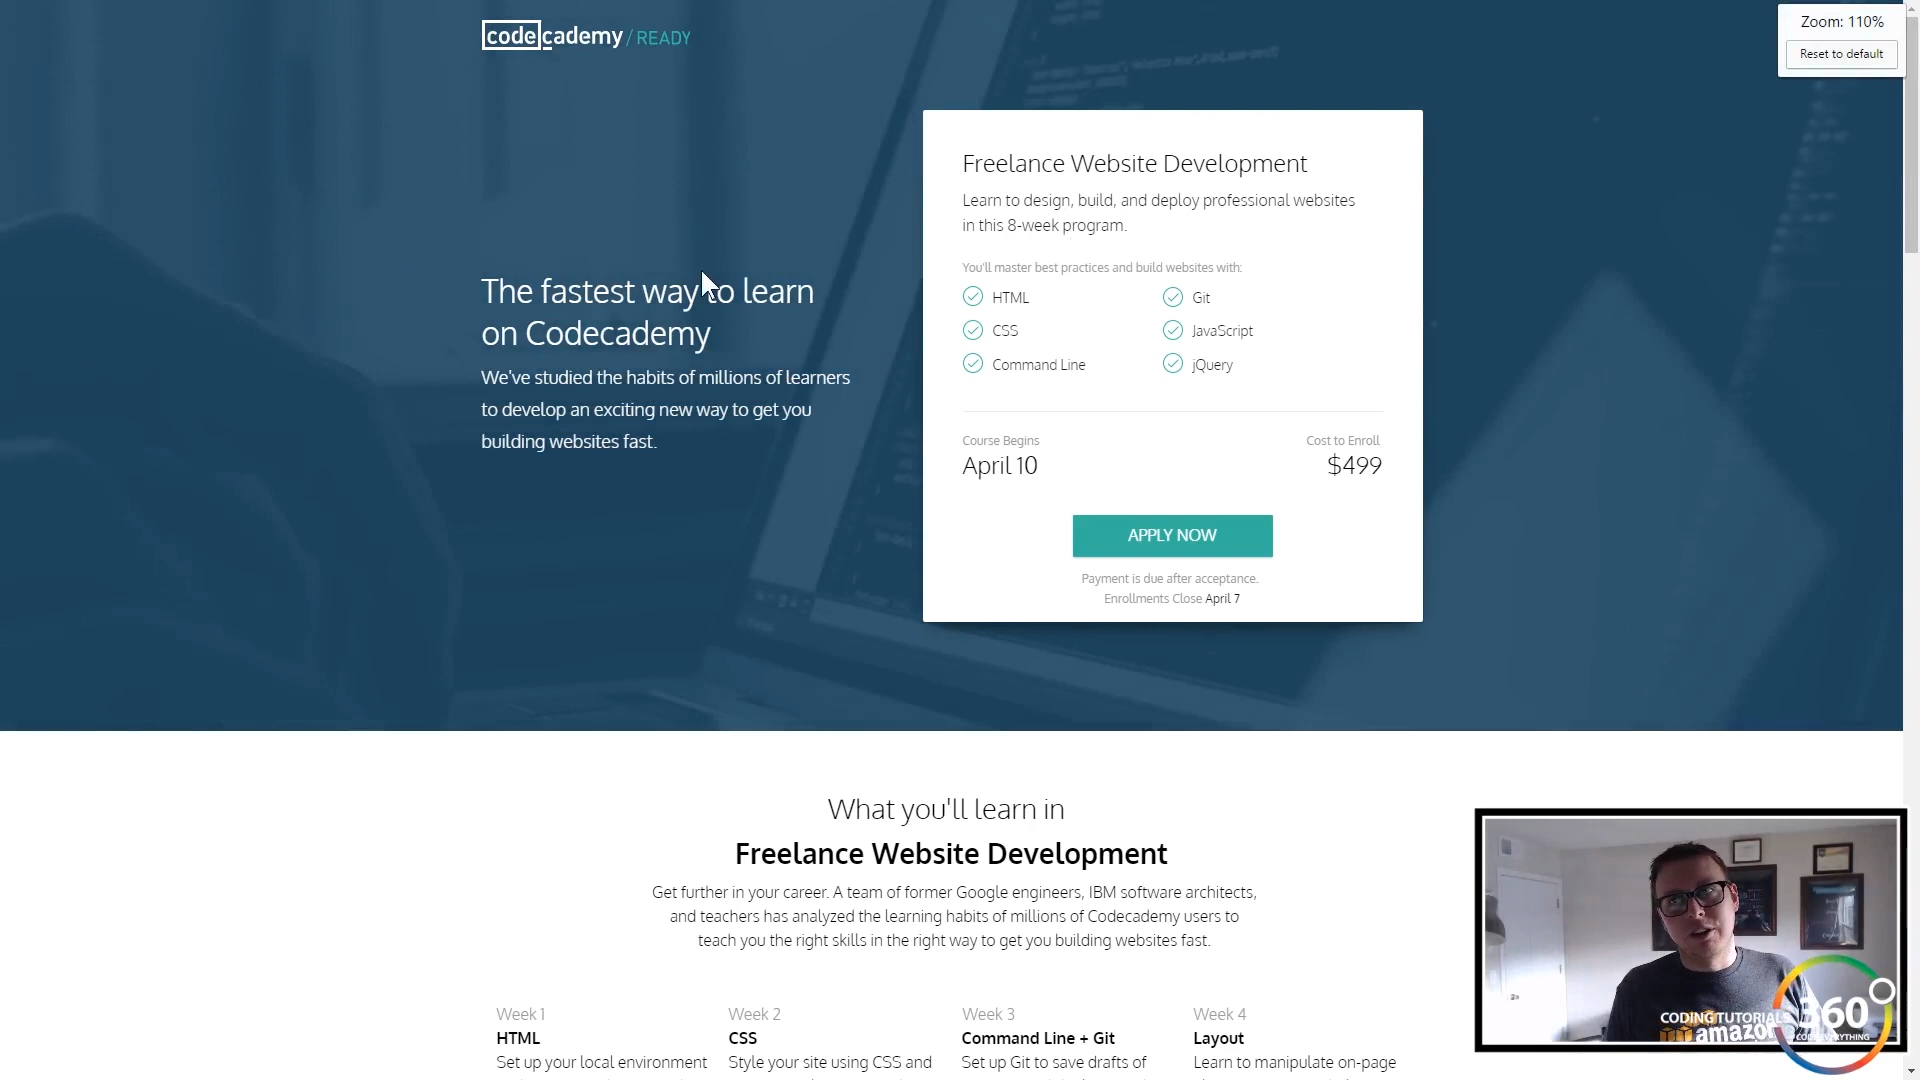 codecademy / READY
Zoom: 110%
Reset to default
Freelance Website Development
Learn to design, build, and deploy professional websites
in this 8-week program.
You'll master best practices and build websites with:
HTML
Git
CSS
JavaScript
Command Line
jQuery
The fastest way to learn
on Codecademy
We've studied the habits of millions of learners
to develop an exciting new way to get you
building websites fast.
Course Begins
Cost to Enroll
April 10
$499
APPLY NOW
Payment is due after acceptance.
Enrollments Close April 7
What you'll learn in
Freelance Website Development
Get further in your career. A team of former Google engineers, IBM software architects,
and teachers has analyzed the learning habits of millions of Codecademy users to
teach you the right skills in the right way to get you building websites fast.
Week 1
Week 2
Week 3
Week 4
HTML
CSS
Command Line + Git
Layout
Set up your local environment
Style your site using CSS and
Set up Git to save drafts of
Learn to manipulate on-page
CODING TUTORIALS
360
CODE EVERYTHING
amazon